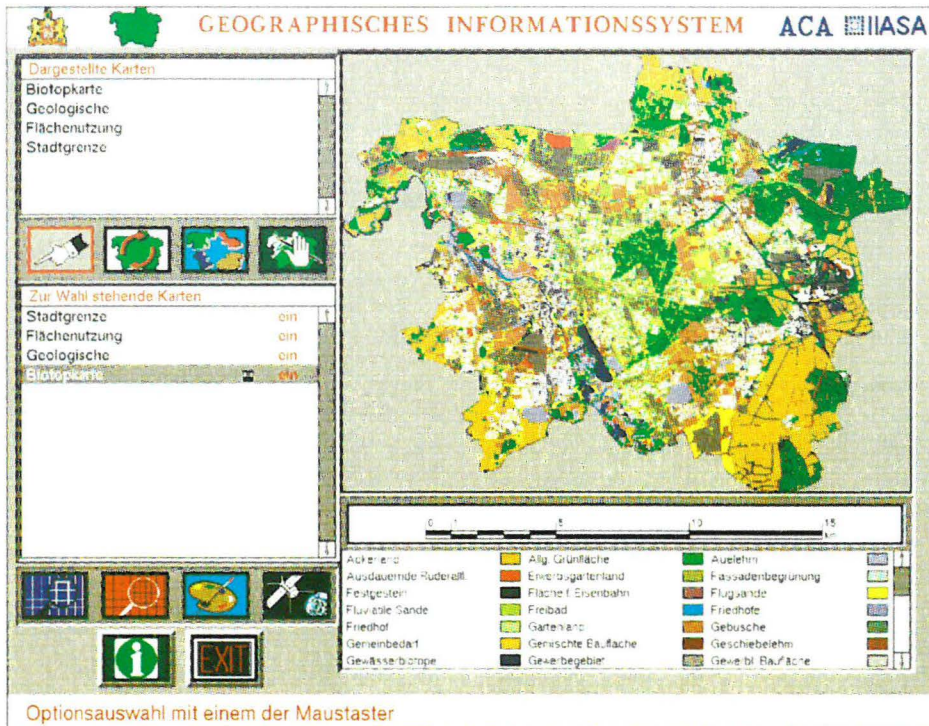 GEOGRAPHISCHES INFORMATIONSSYSTEM ACA IIASA
Dargestellte Karten
Biotopkarte
Geologische
Flächenutzung
Stadtgrenze
Zur Wahl stehende Karten
Stadtgrenze ein
Flächenutzung ein
Geologische ein
Biotopkarte ein
0 1 5 10 15
km
Ackerland Allg. Grünfläche Auelehm
Ausdauernde Ruderalfl. Erwerbsgartenland Fassadenbegrünung
Festgestein Fläche f. Eisenbahn Flugsande
Fluviatile Sande Freibad Friedhöfe
Friedhof Gartenland Gebüsche
Gemeinbedarf Gemischte Baufläche Geschiebelehm
Gewässerbiotope Gewerbegebiet Gewerbl. Baufläche
EXIT
Optionsauswahl mit einem der Maustaster